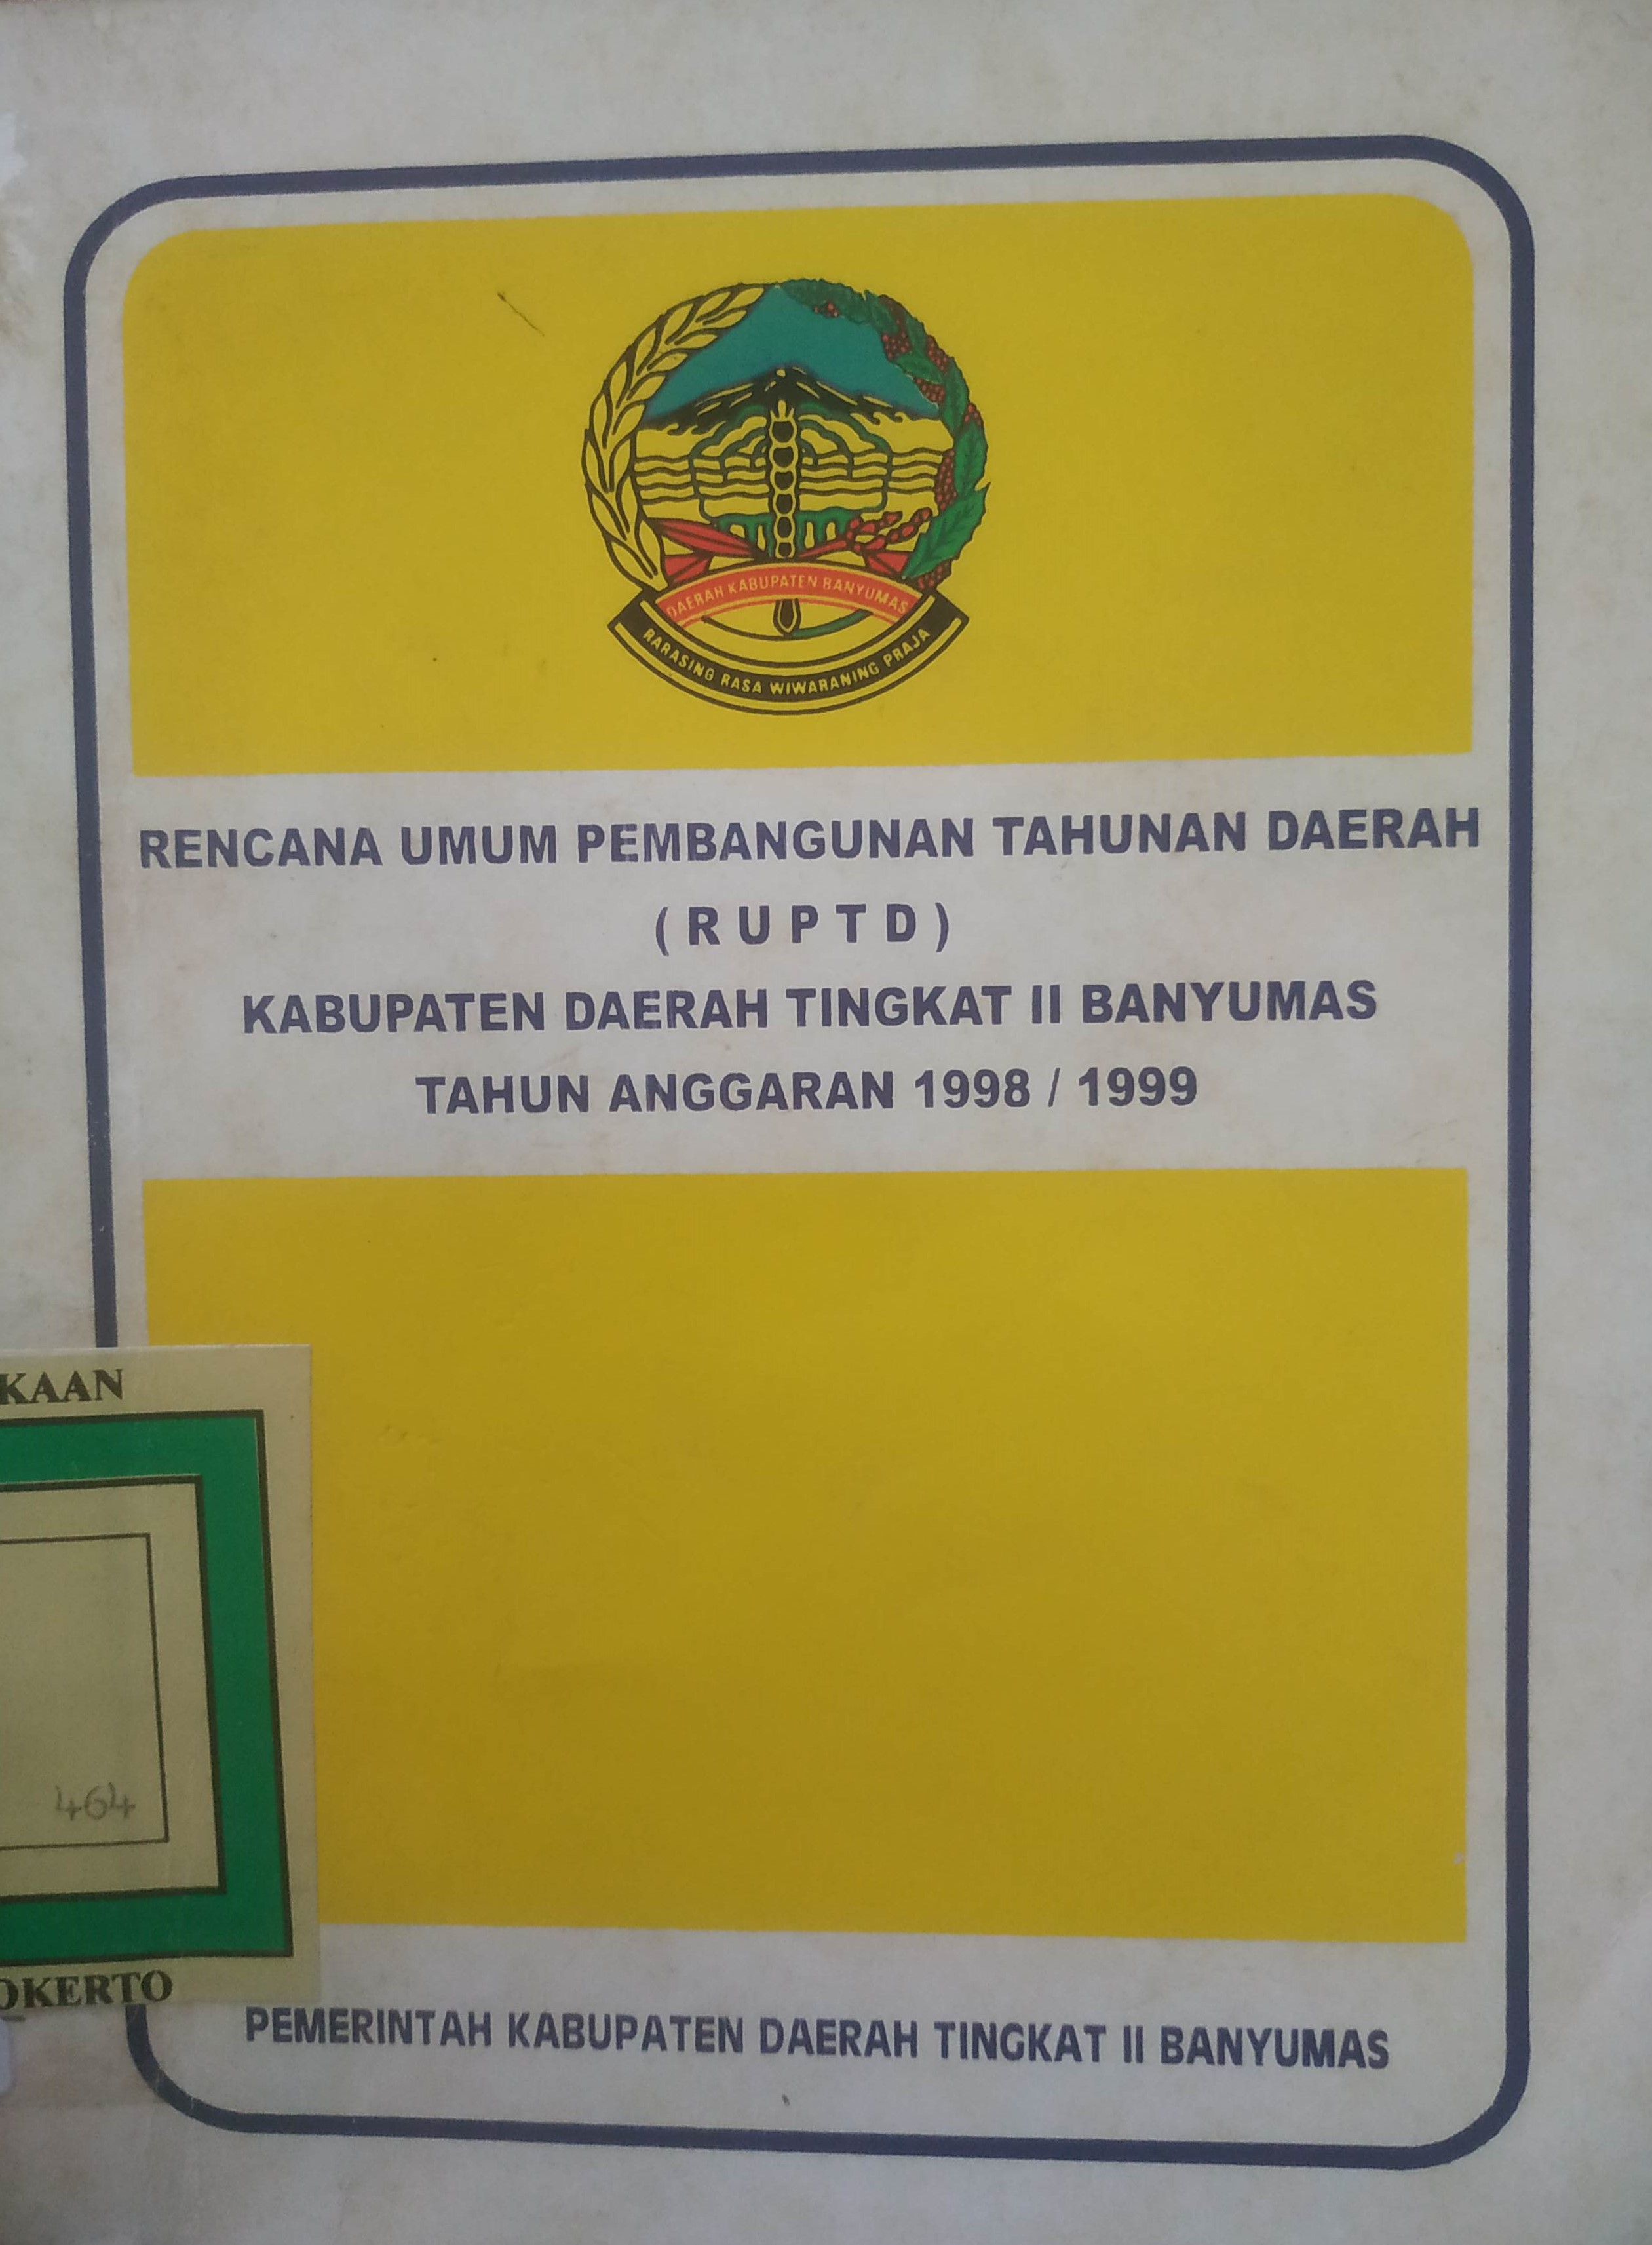 DAERAH KABUPATEN BANYUMAS
RARASING RASA WIWARANING PRAJA
RENCANA UMUM PEMBANGUNAN TAHUNAN DAERAH
( R U P T D )
KABUPATEN DAERAH TINGKAT II BANYUMAS
TAHUN ANGGARAN 1998 / 1999
KAAN
464
OKERTO
PEMERINTAH KABUPATEN DAERAH TINGKAT II BANYUMAS